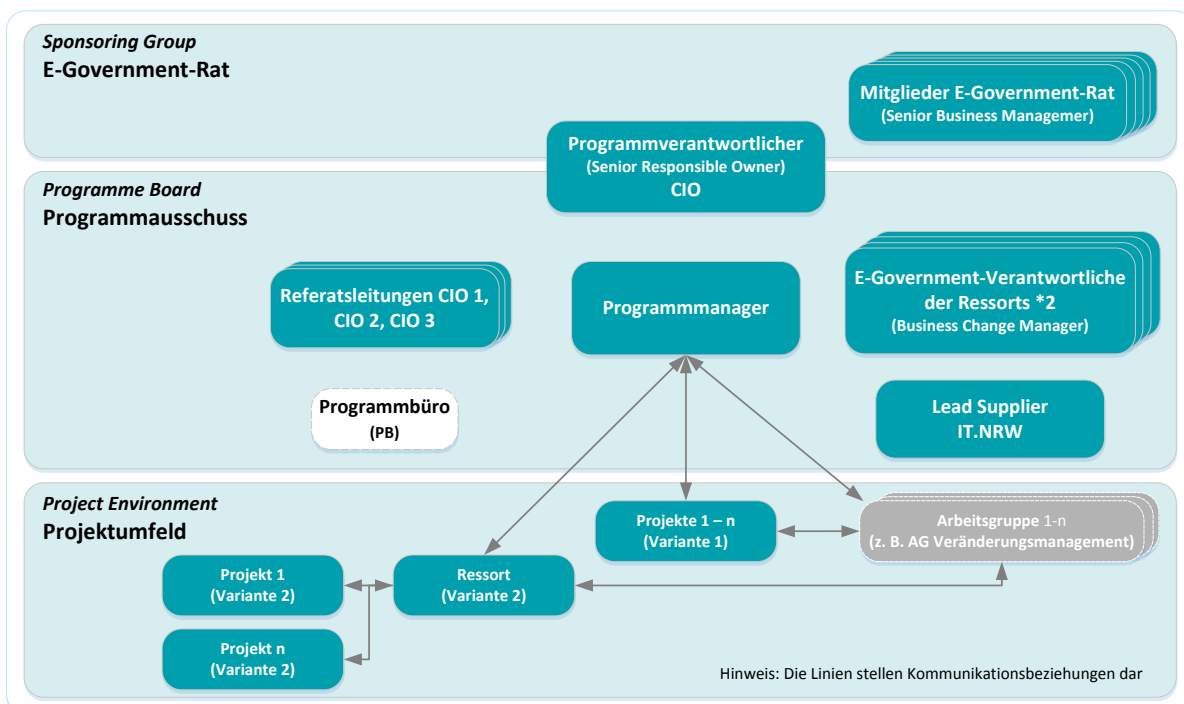 Sponsoring Group
E-Government-Rat
Mitglieder E-Government-Rat
(Senior Business Managemer)
Programmverantwortlicher
(Senior Responsible Owner)
CIO
Programme Board
Programmausschuss
Referatsleitungen CIO 1,
CIO 2, CIO 3
Programmmanager
E-Government-Verantwortliche
der Ressorts *2
(Business Change Manager)
Programmbüro
(PB)
Lead Supplier
IT.NRW
Project Environment
Projektumfeld
Projekte 1 – n
(Variante 1)
Arbeitsgruppe 1-n
(z. B. AG Veränderungsmanagement)
Projekt 1
(Variante 2)
Ressort
(Variante 2)
Projekt n
(Variante 2)
Hinweis: Die Linien stellen Kommunikationsbeziehungen dar